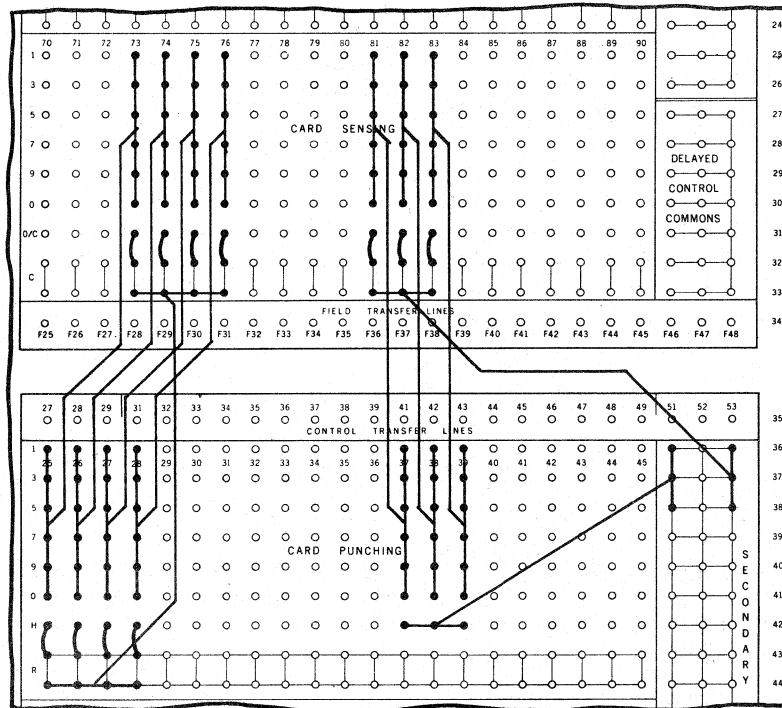 24
70 71 72 73 74 75 76 77 78 79 80 81 82 83 84 85 86 87 88 89 90
1 25
3 26
5 27
CARD SENSING
7 28
DELAYED
9 29
CONTROL
0 30
COMMONS
0/C 31
C 32
33
FIELD TRANSFER LINES
34
F25 F26 F27 F28 F29 F30 F31 F32 F33 F34 F35 F36 F37 F38 F39 F40 F41 F42 F43 F44 F45 F46 F47 F48
27 28 29 31 32 33 34 35 36 37 38 39 41 42 43 44 45 46 47 48 49 51 52 53
35
CONTROL TRANSFER LINES
1 36
25 26 27 28 29 30 31 32 33 34 35 36 37 38 39 40 41 42 43 44 45
3 37
5 38
7 39
CARD PUNCHING
9 40
0 41
H 42
R 43
44
SECONDARY